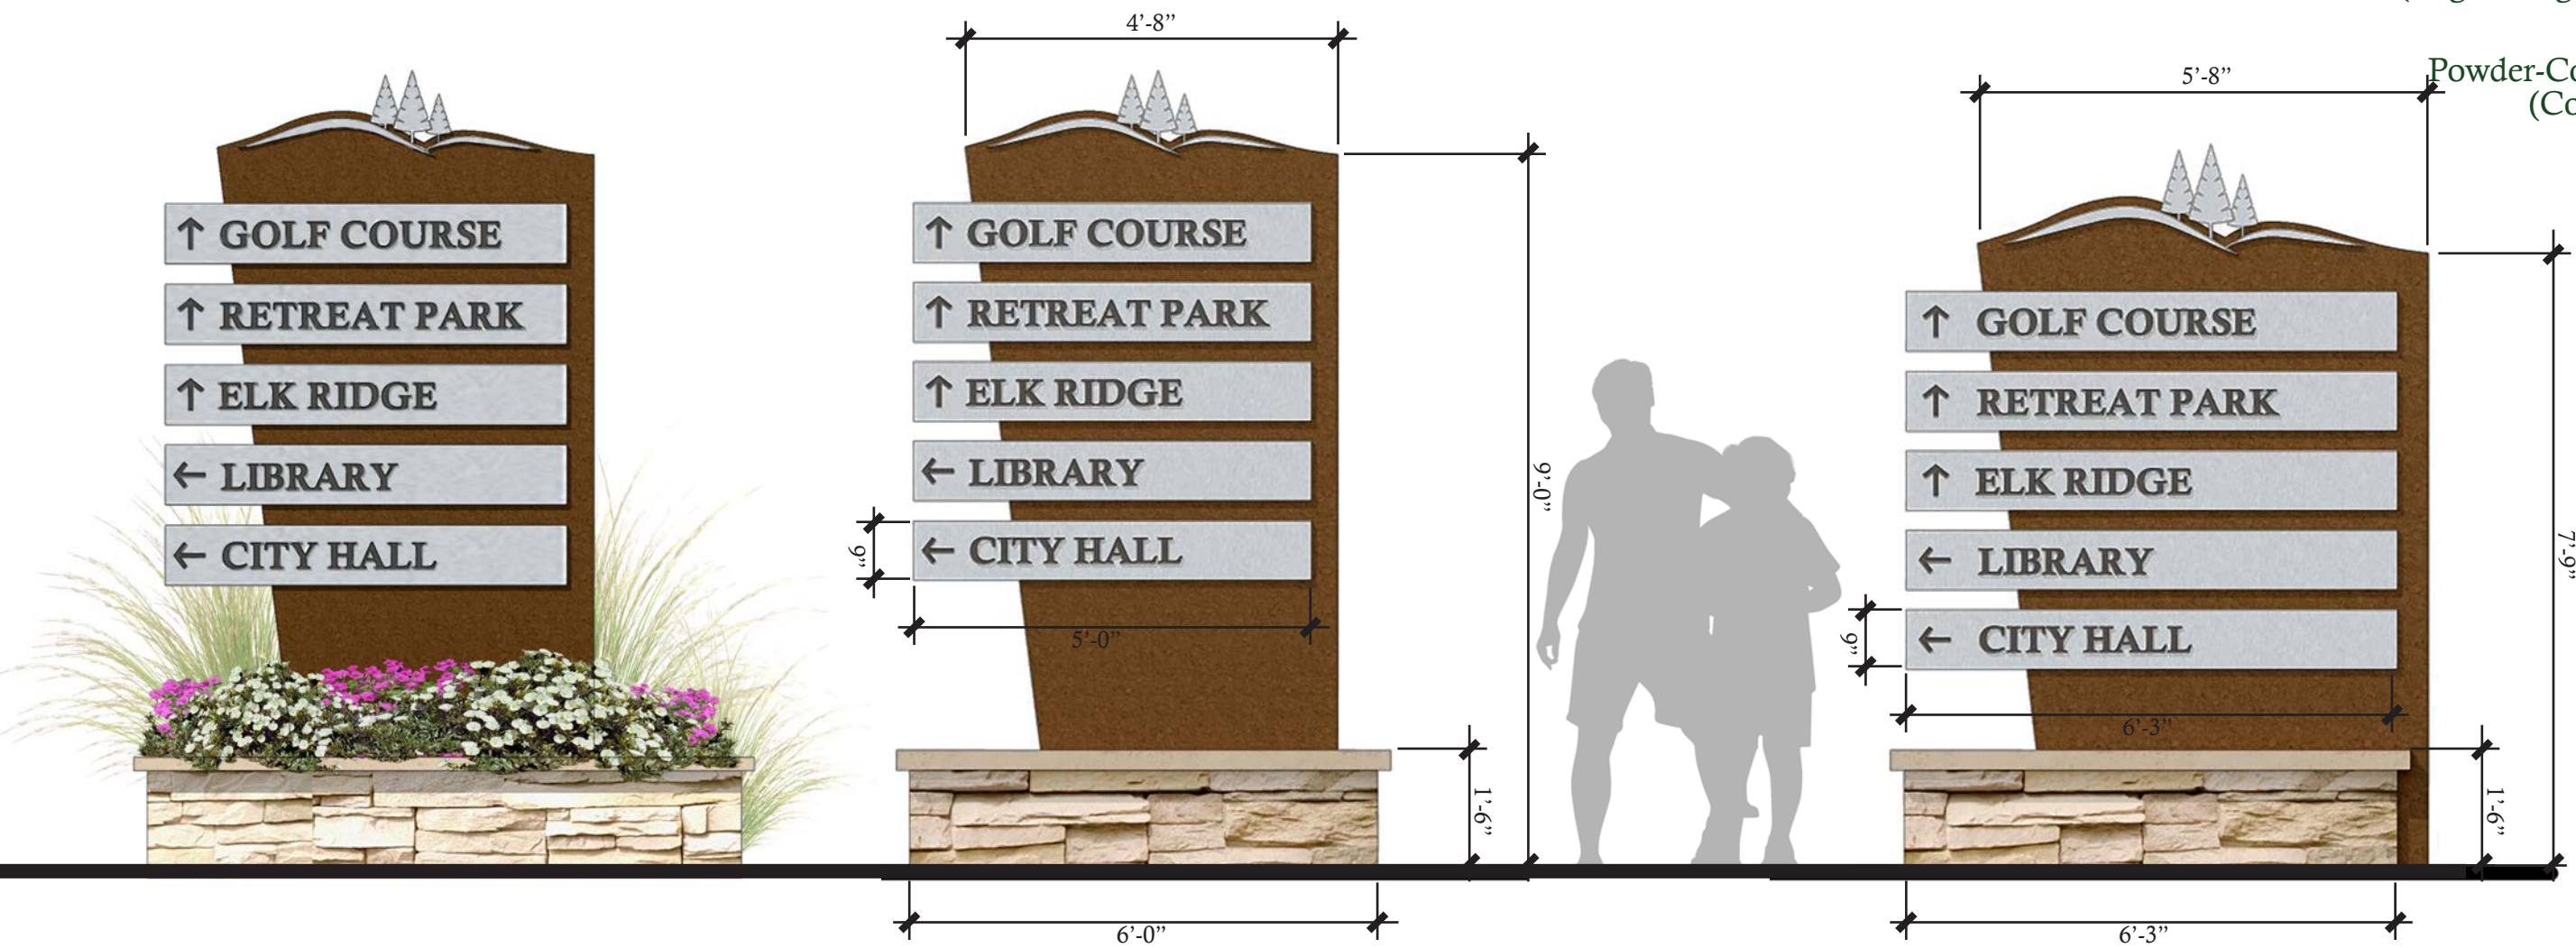 ↑ GOLF COURSE
↑ RETREAT PARK
↑ ELK RIDGE
← LIBRARY
← CITY HALL
4’-8”
↑ GOLF COURSE
↑ RETREAT PARK
↑ ELK RIDGE
← LIBRARY
← CITY HALL
9”
5’-0”
9’-0”
1’-6”
6’-0”
Powder-Co
(Co
5’-8”
↑ GOLF COURSE
↑ RETREAT PARK
↑ ELK RIDGE
← LIBRARY
← CITY HALL
9”
6’-3”
7’-9”
1’-6”
6’-3”